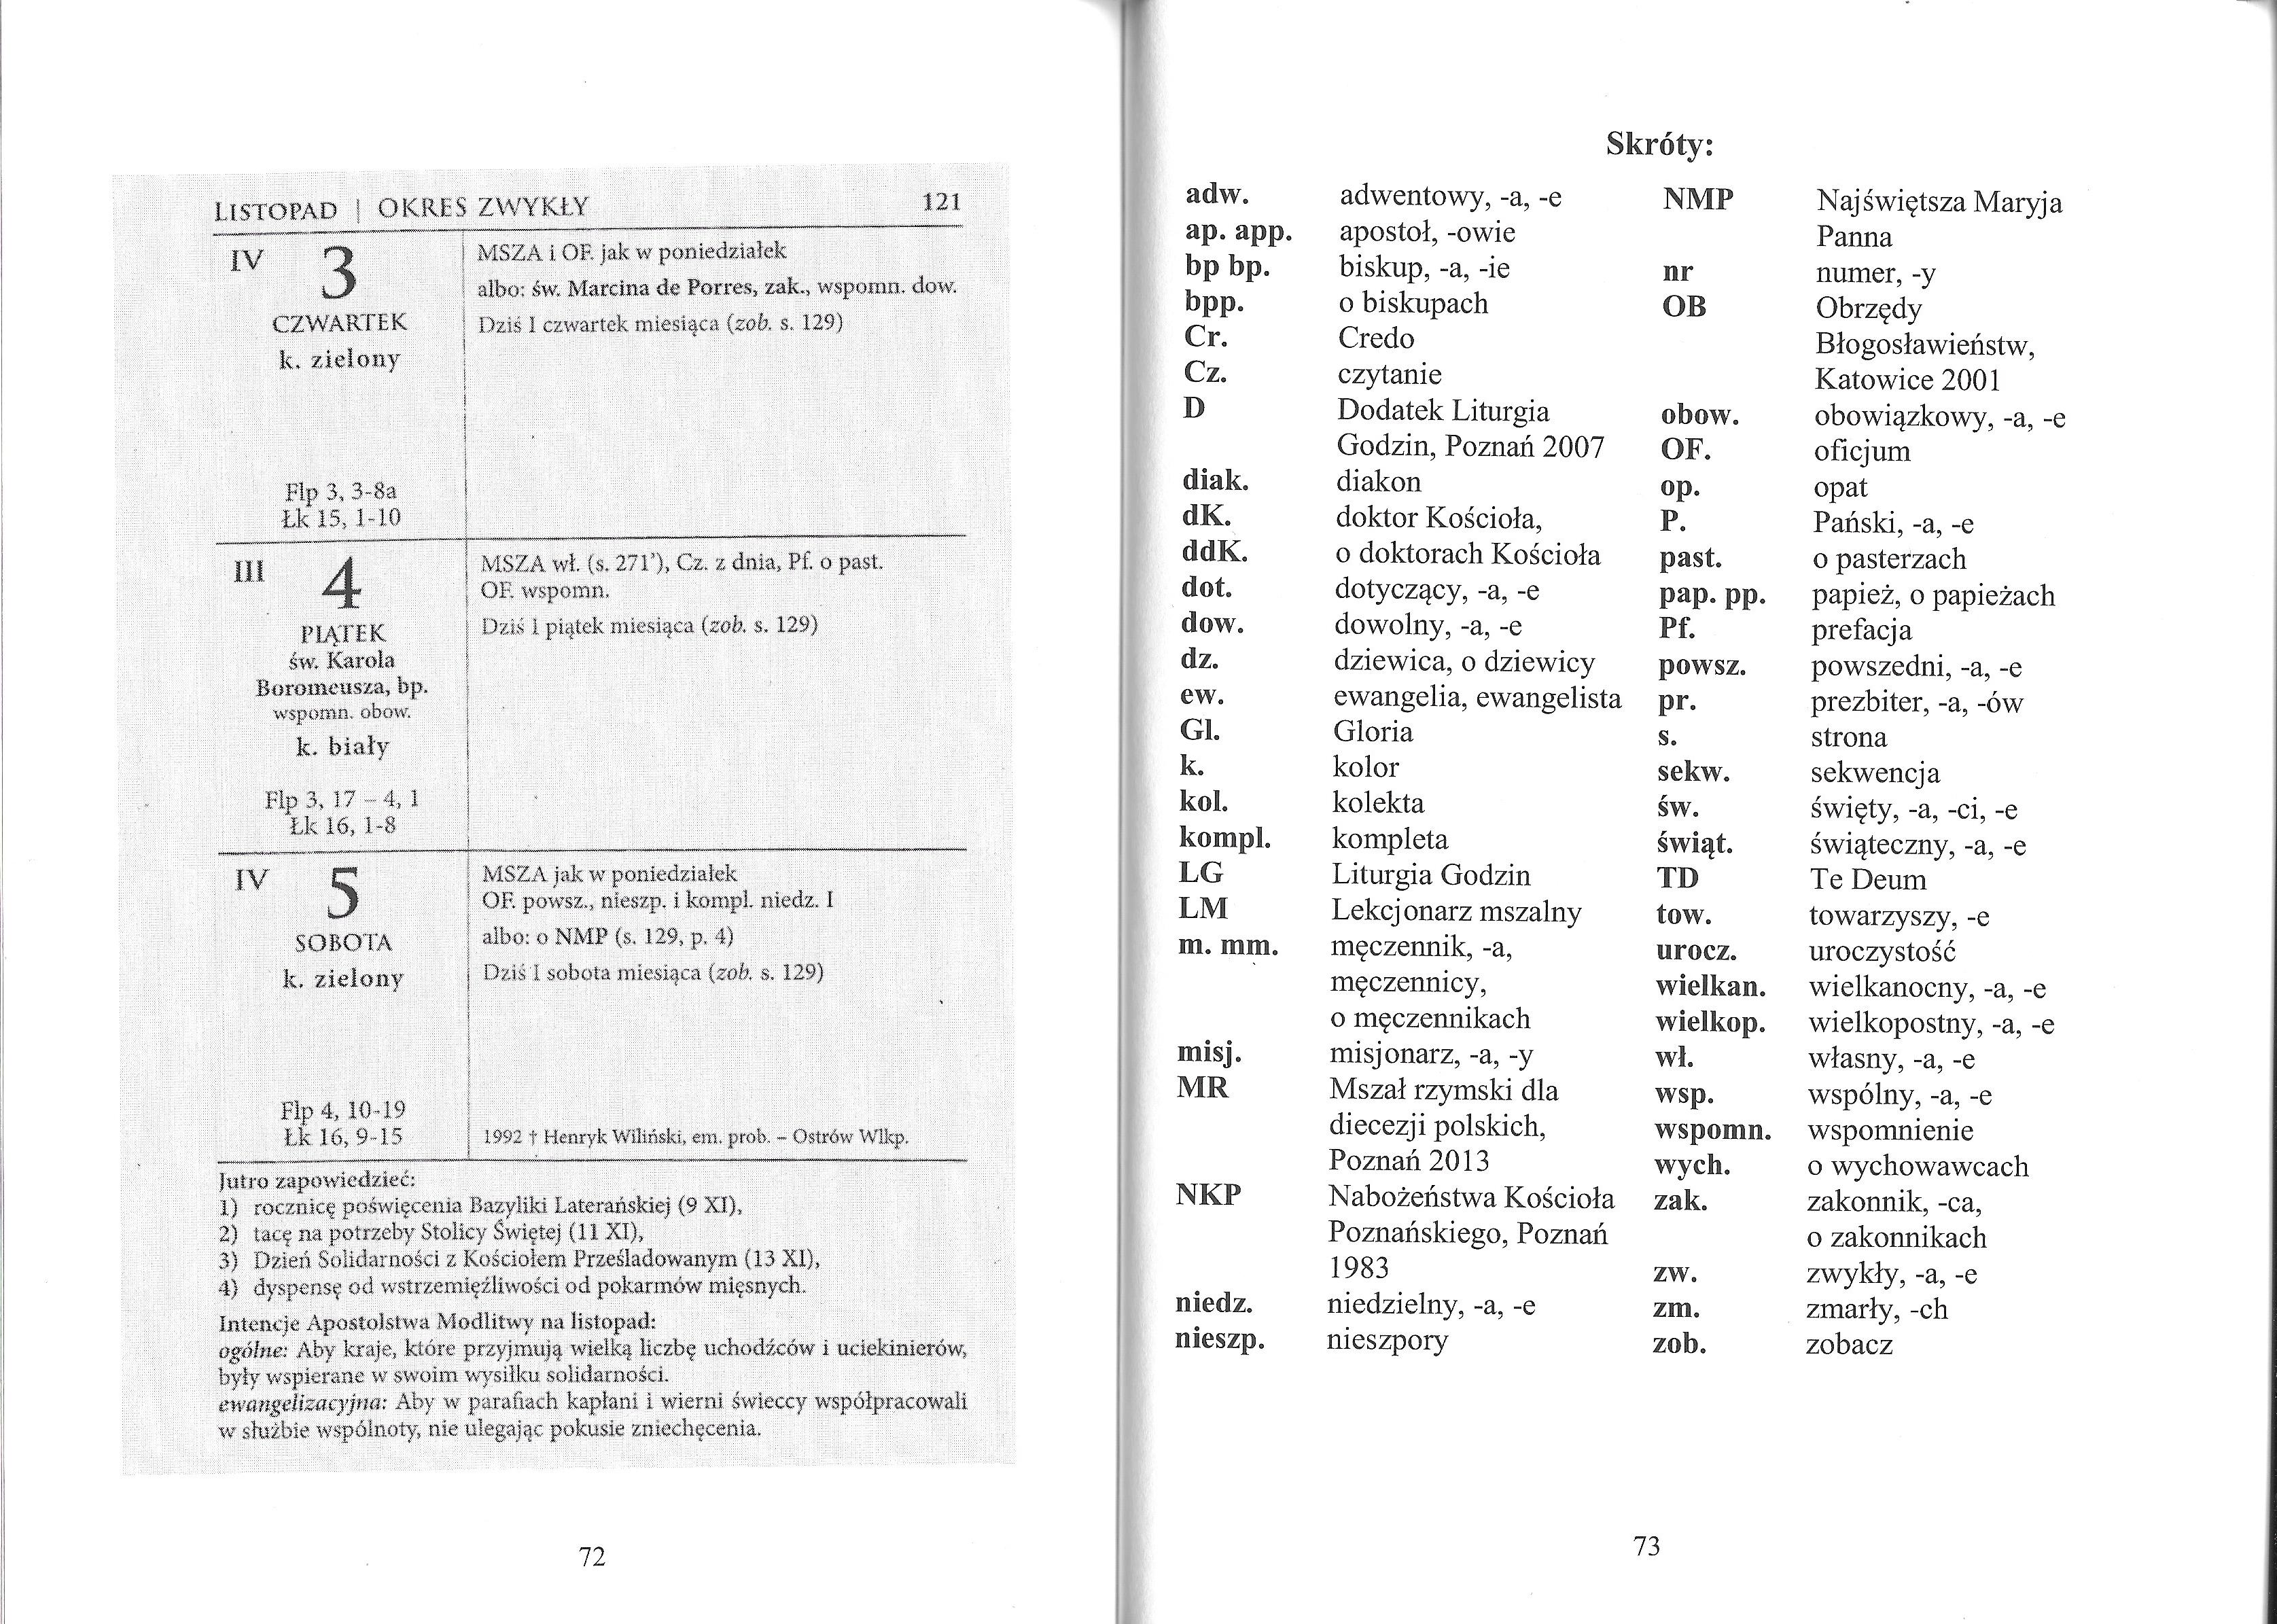 LISTOPAD | OKRES ZWYKŁY 121
IV 3
CZWARTEK
k. zielony
Flp 3, 3-8a
Łk 15, 1-10
MSZA i OF. jak w poniedziałek
albo: św. Marcina de Porres, zak., wspomn. dow.
Dziś I czwartek miesiąca (zob. s. 129)
III 4
PIĄTEK
św. Karola
Boromeusza, bp.
wspomn. obow.
k. biały
Flp 3, 17 – 4, 1
Łk 16, 1-8
MSZA wł. (s. 271’), Cz. z dnia, Pf. o past.
OF. wspomn.
Dziś I piątek miesiąca (zob. s. 129)
IV 5
SOBOTA
k. zielony
Flp 4, 10-19
Łk 16, 9-15
MSZA jak w poniedziałek
OF. powsz., nieszp. i kompl. niedz. I
albo: o NMP (s. 129, p. 4)
Dziś I sobota miesiąca (zob. s. 129)
1992 † Henryk Wiliński, em. prob. – Ostrów Wlkp.
Jutro zapowiedzieć:
1) rocznicę poświęcenia Bazyliki Laterańskiej (9 XI),
2) tacę na potrzeby Stolicy Świętej (11 XI),
3) Dzień Solidarności z Kościołem Prześladowanym (13 XI),
4) dyspensę od wstrzemięźliwości od pokarmów mięsnych.
Intencje Apostolstwa Modlitwy na listopad:
ogólne: Aby kraje, które przyjmują wielką liczbę uchodźców i uciekinierów,
były wspierane w swoim wysiłku solidarności.
ewangelizacyjna: Aby w parafiach kapłani i wierni świeccy współpracowali
w służbie wspólnoty, nie ulegając pokusie zniechęcenia.
72
Skróty:
adw. adwentowy, -a, -e
ap. app. apostoł, -owie
bp bp. biskup, -a, -ie
bpp. o biskupach
Cr. Credo
Cz. czytanie
D Dodatek Liturgia
Godzin, Poznań 2007
diak. diakon
dK. doktor Kościoła,
ddK. o doktorach Kościoła
dot. dotyczący, -a, -e
dow. dowolny, -a, -e
dz. dziewica, o dziewicy
ew. ewangelia, ewangelista
Gl. Gloria
k. kolor
kol. kolekta
kompl. kompleta
LG Liturgia Godzin
LM Lekcjonarz mszalny
m. mm. męczennik, -a,
męczennicy,
o męczennikach
misj. misjonarz, -a, -y
MR Mszał rzymski dla
diecezji polskich,
Poznań 2013
NKP Nabożeństwa Kościoła
Poznańskiego, Poznań
1983
niedz. niedzielny, -a, -e
nieszp. nieszpory
NMP Najświętsza Maryja
Panna
nr numer, -y
OB Obrzędy
Błogosławieństw,
Katowice 2001
obow. obowiązkowy, -a, -e
OF. oficjum
op. opat
P. Pański, -a, -e
past. o pasterzach
pap. pp. papież, o papieżach
Pf. prefacja
powsz. powszedni, -a, -e
pr. prezbiter, -a, -ów
s. strona
sekw. sekwencja
św. święty, -a, -ci, -e
świąt. świąteczny, -a, -e
TD Te Deum
tow. towarzyszy, -e
urocz. uroczystość
wielkan. wielkanocny, -a, -e
wielkop. wielkopostny, -a, -e
wł. własny, -a, -e
wsp. wspólny, -a, -e
wspomn. wspomnienie
wych. o wychowawcach
zak. zakonnik, -ca,
o zakonnikach
zw. zwykły, -a, -e
zm. zmarły, -ch
zob. zobacz
73